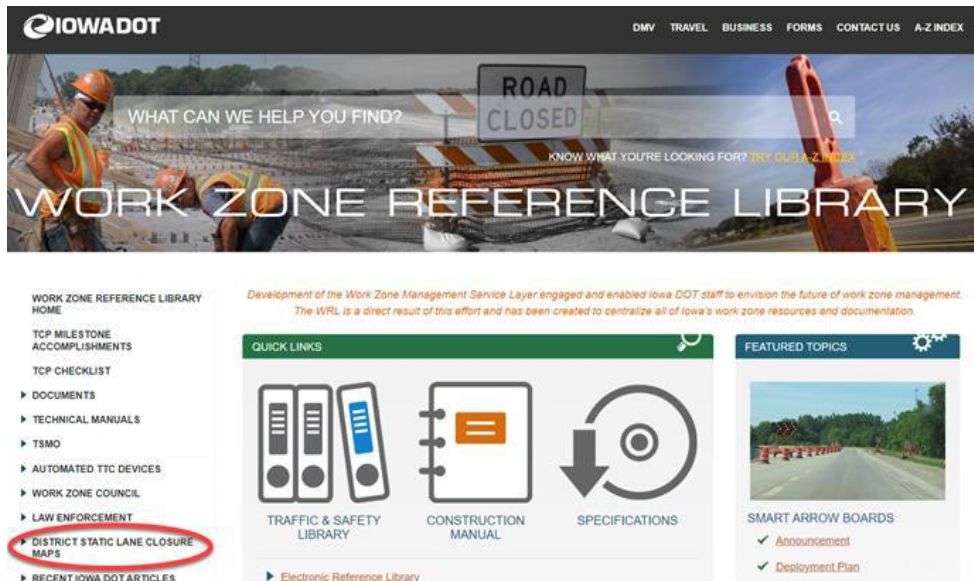 IOWADOT
DMV TRAVEL BUSINESS FORMS CONTACT US A-Z INDEX
ROAD
CLOSED
WHAT CAN WE HELP YOU FIND?
KNOW WHAT YOU'RE LOOKING FOR? TRY OUR A-Z INDEX
WORK ZONE REFERENCE LIBRARY
WORK ZONE REFERENCE LIBRARY
HOME
TCP MILESTONE
ACCOMPLISHMENTS
TCP CHECKLIST
DOCUMENTS
TECHNICAL MANUALS
TSMO
AUTOMATED TTC DEVICES
WORK ZONE COUNCIL
LAW ENFORCEMENT
DISTRICT STATIC LANE CLOSURE
MAPS
RECENT IOWA DOT ARTICLES
Development of the Work Zone Management Service Layer engaged and enabled Iowa DOT staff to envision the future of work zone management.
The WRL is a direct result of this effort and has been created to centralize all of Iowa's work zone resources and documentation.
QUICK LINKS
TRAFFIC & SAFETY
LIBRARY
CONSTRUCTION
MANUAL
SPECIFICATIONS
Electronic Reference Library
FEATURED TOPICS
SMART ARROW BOARDS
Announcement
Deployment Plan